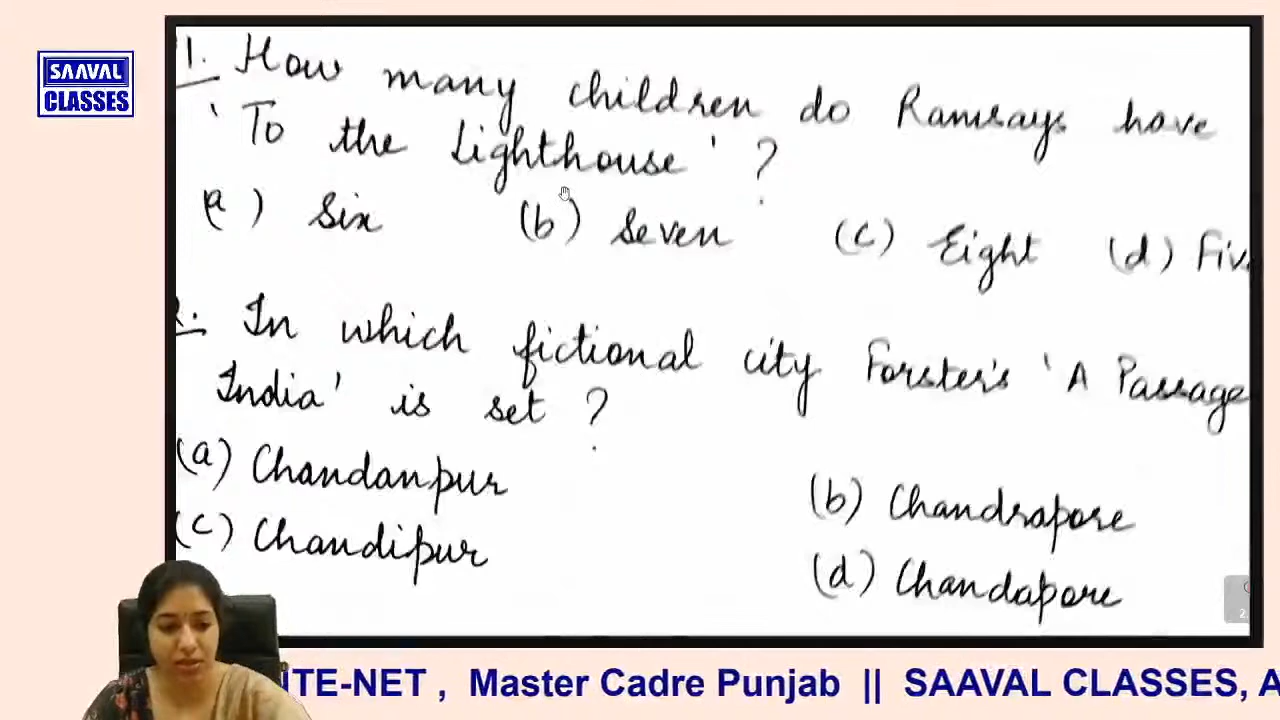 SAAVAL
CLASSES
1. How many children do Ramsays have
'To the Lighthouse' ?
(a) Six (b) Seven (c) Eight (d) Fiv
2. In which fictional city Forster's 'A Passage
India' is set ?
(a) Chandanpur (b) Chandrapore
(c) Chandipur (d) Chandapore
ITE-NET , Master Cadre Punjab || SAAVAL CLASSES, A